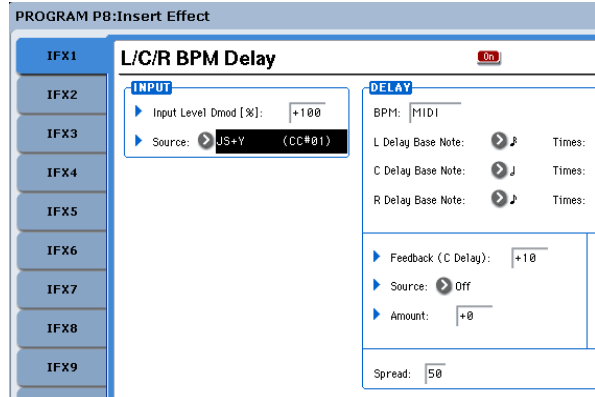 PROGRAM P8:Insert Effect
IFX1
IFX2
IFX3
IFX4
IFX5
IFX6
IFX7
IFX8
IFX9
L/C/R BPM Delay
On
INPUT
Input Level Dmod [%]: +100
Source: JS+Y (CC#01)
DELAY
BPM: MIDI
L Delay Base Note: Times:
C Delay Base Note: Times:
R Delay Base Note: Times:
Feedback (C Delay): +10
Source: Off
Amount: +0
Spread: 50